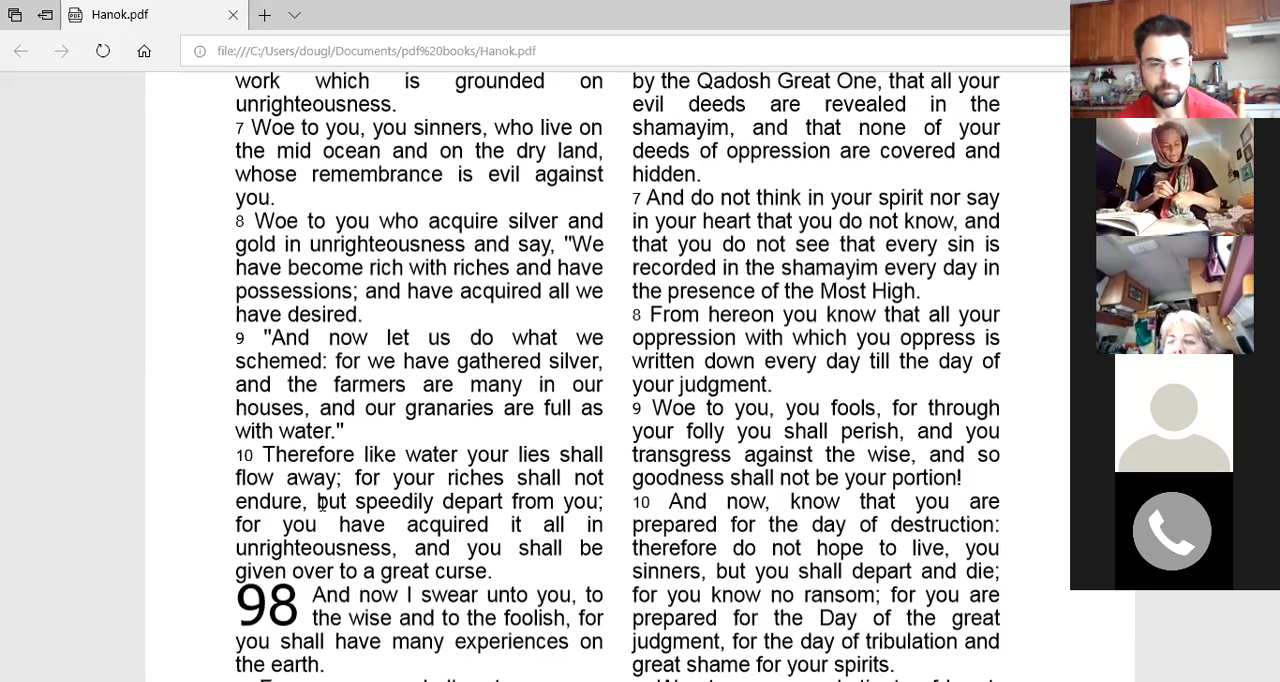 Hanok.pdf
file:///C:/Users/dougl/Documents/pdf%20books/Hanok.pdf
work which is grounded on
unrighteousness.
7 Woe to you, you sinners, who live on
the mid ocean and on the dry land,
whose remembrance is evil against
you.
8 Woe to you who acquire silver and
gold in unrighteousness and say, "We
have become rich with riches and have
possessions; and have acquired all we
have desired.
9 "And now let us do what we
schemed: for we have gathered silver,
and the farmers are many in our
houses, and our granaries are full as
with water."
10 Therefore like water your lies shall
flow away; for your riches shall not
endure, but speedily depart from you;
for you have acquired it all in
unrighteousness, and you shall be
given over to a great curse.
98 And now I swear unto you, to
the wise and to the foolish, for
you shall have many experiences on
the earth.
by the Qadosh Great One, that all your
evil deeds are revealed in the
shamayim, and that none of your
deeds of oppression are covered and
hidden.
7 And do not think in your spirit nor say
in your heart that you do not know, and
that you do not see that every sin is
recorded in the shamayim every day in
the presence of the Most High.
8 From hereon you know that all your
oppression with which you oppress is
written down every day till the day of
your judgment.
9 Woe to you, you fools, for through
your folly you shall perish, and you
transgress against the wise, and so
goodness shall not be your portion!
10 And now, know that you are
prepared for the day of destruction:
therefore do not hope to live, you
sinners, but you shall depart and die;
for you know no ransom; for you are
prepared for the Day of the great
judgment, for the day of tribulation and
great shame for your spirits.